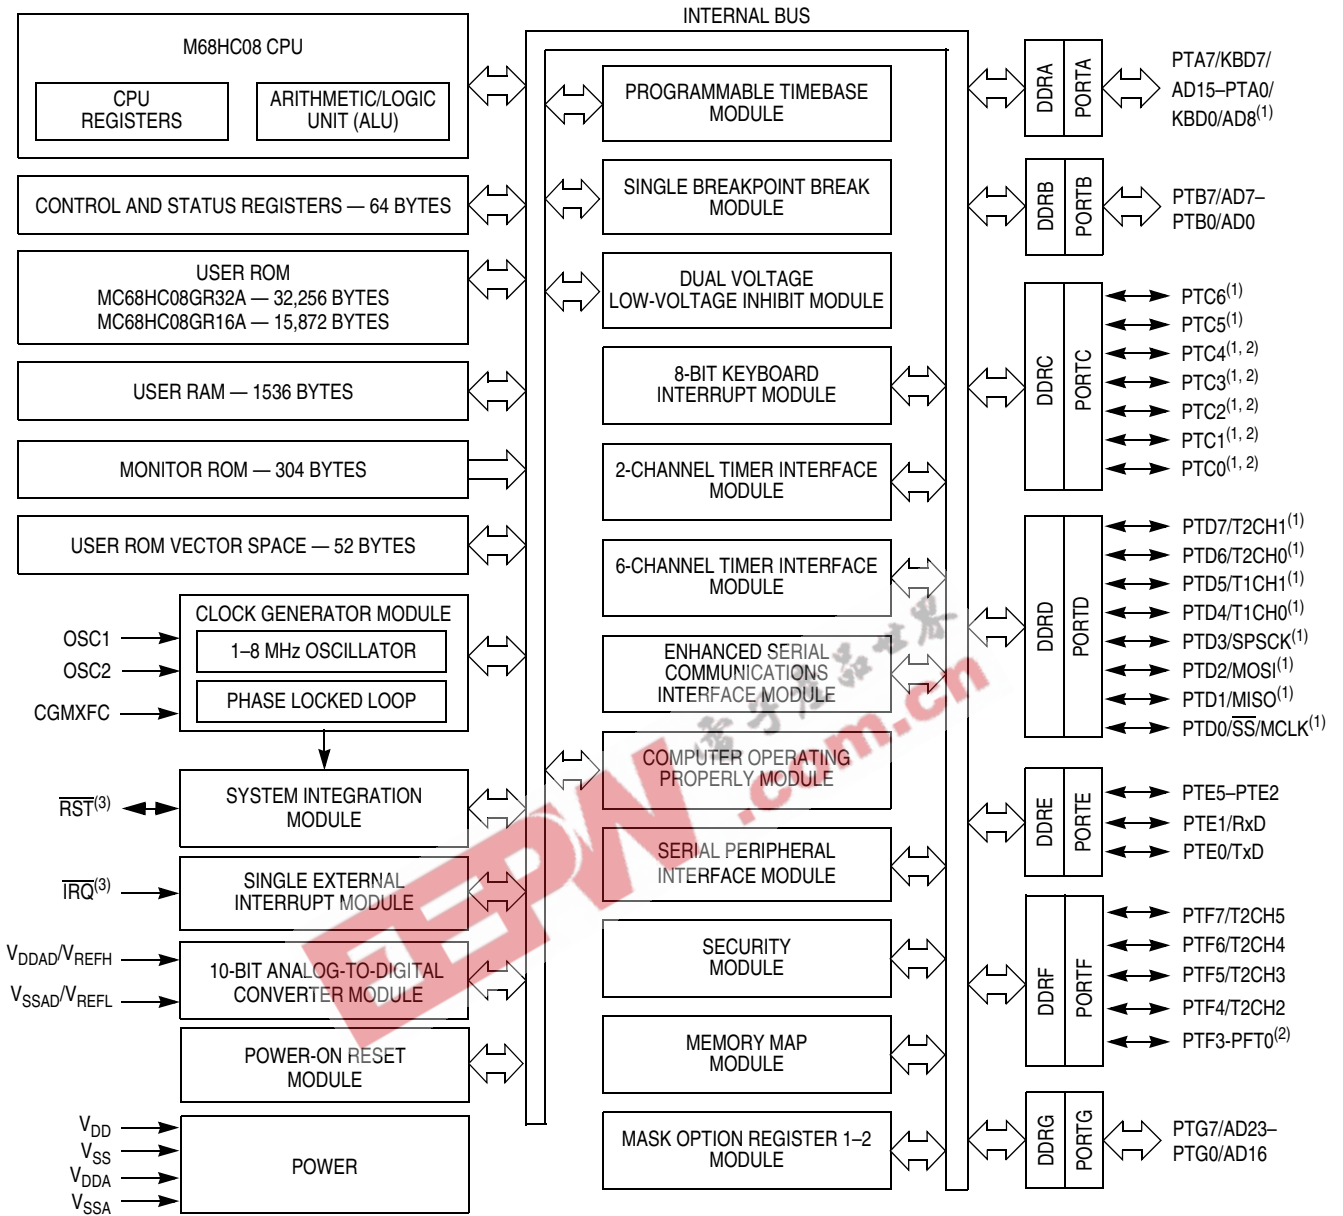 INTERNAL BUS
M68HC08 CPU
CPU
REGISTERS
ARITHMETIC/LOGIC
UNIT (ALU)
CONTROL AND STATUS REGISTERS — 64 BYTES
USER ROM
MC68HC08GR32A — 32,256 BYTES
MC68HC08GR16A — 15,872 BYTES
USER RAM — 1536 BYTES
MONITOR ROM — 304 BYTES
USER ROM VECTOR SPACE — 52 BYTES
CLOCK GENERATOR MODULE
1–8 MHz OSCILLATOR
PHASE LOCKED LOOP
OSC1
OSC2
CGMXFC
SYSTEM INTEGRATION
MODULE
RST(3)
SINGLE EXTERNAL
INTERRUPT MODULE
IRQ(3)
10-BIT ANALOG-TO-DIGITAL
CONVERTER MODULE
VDDAD/VREFH
VSSAD/VREFL
POWER-ON RESET
MODULE
POWER
VDD
VSS
VDDA
VSSA
PROGRAMMABLE TIMEBASE
MODULE
SINGLE BREAKPOINT BREAK
MODULE
DUAL VOLTAGE
LOW-VOLTAGE INHIBIT MODULE
8-BIT KEYBOARD
INTERRUPT MODULE
2-CHANNEL TIMER INTERFACE
MODULE
6-CHANNEL TIMER INTERFACE
MODULE
ENHANCED SERIAL
COMMUNICATIONS
INTERFACE MODULE
COMPUTER OPERATING
PROPERLY MODULE
SERIAL PERIPHERAL
INTERFACE MODULE
SECURITY
MODULE
MEMORY MAP
MODULE
MASK OPTION REGISTER 1–2
MODULE
DDRA
PORTA
PTA7/KBD7/
AD15–PTA0/
KBD0/AD8(1)
DDRB
PORTB
PTB7/AD7–
PTB0/AD0
DDRC
PORTC
PTC6(1)
PTC5(1)
PTC4(1, 2)
PTC3(1, 2)
PTC2(1, 2)
PTC1(1, 2)
PTC0(1, 2)
DDRD
PORTD
PTD7/T2CH1(1)
PTD6/T2CH0(1)
PTD5/T1CH1(1)
PTD4/T1CH0(1)
PTD3/SPSCK(1)
PTD2/MOSI(1)
PTD1/MISO(1)
PTD0/SS/MCLK(1)
DDRE
PORTE
PTE5–PTE2
PTE1/RxD
PTE0/TxD
DDRF
PORTF
PTF7/T2CH5
PTF6/T2CH4
PTF5/T2CH3
PTF4/T2CH2
PTF3-PFT0(2)
DDRG
PORTG
PTG7/AD23–
PTG0/AD16
EEPW
.com.cn
电子产品世界